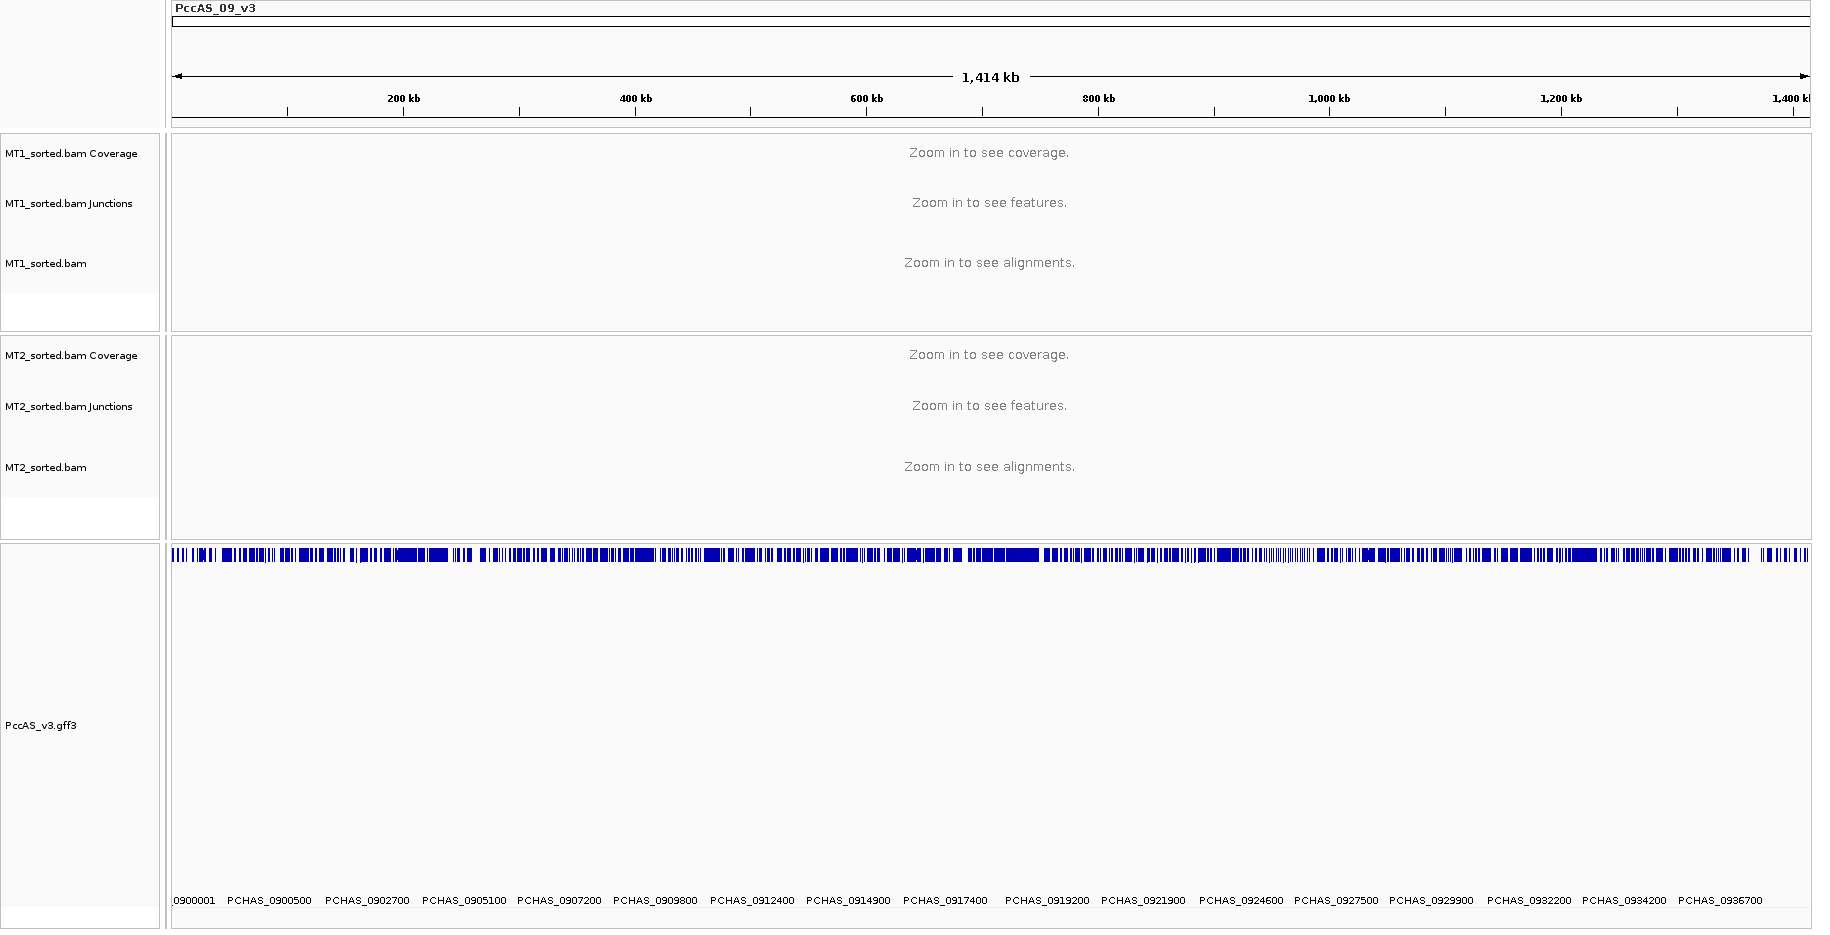 PccAS_09_v3
1,414 kb
200 kb 400 kb 600 kb 800 kb 1,000 kb 1,200 kb 1,400 k
MT1_sorted.bam Coverage Zoom in to see coverage.
MT1_sorted.bam Junctions Zoom in to see features.
MT1_sorted.bam Zoom in to see alignments.
MT2_sorted.bam Coverage Zoom in to see coverage.
MT2_sorted.bam Junctions Zoom in to see features.
MT2_sorted.bam Zoom in to see alignments.
PccAS_v3.gff3
.0900001 PCHAS_0900500 PCHAS_0902700 PCHAS_0905100 PCHAS_0907200 PCHAS_0909800 PCHAS_0912400 PCHAS_0914900 PCHAS_0917400 PCHAS_0919200 PCHAS_0921900 PCHAS_0924600 PCHAS_0927500 PCHAS_0929900 PCHAS_0932200 PCHAS_0934200 PCHAS_0936700